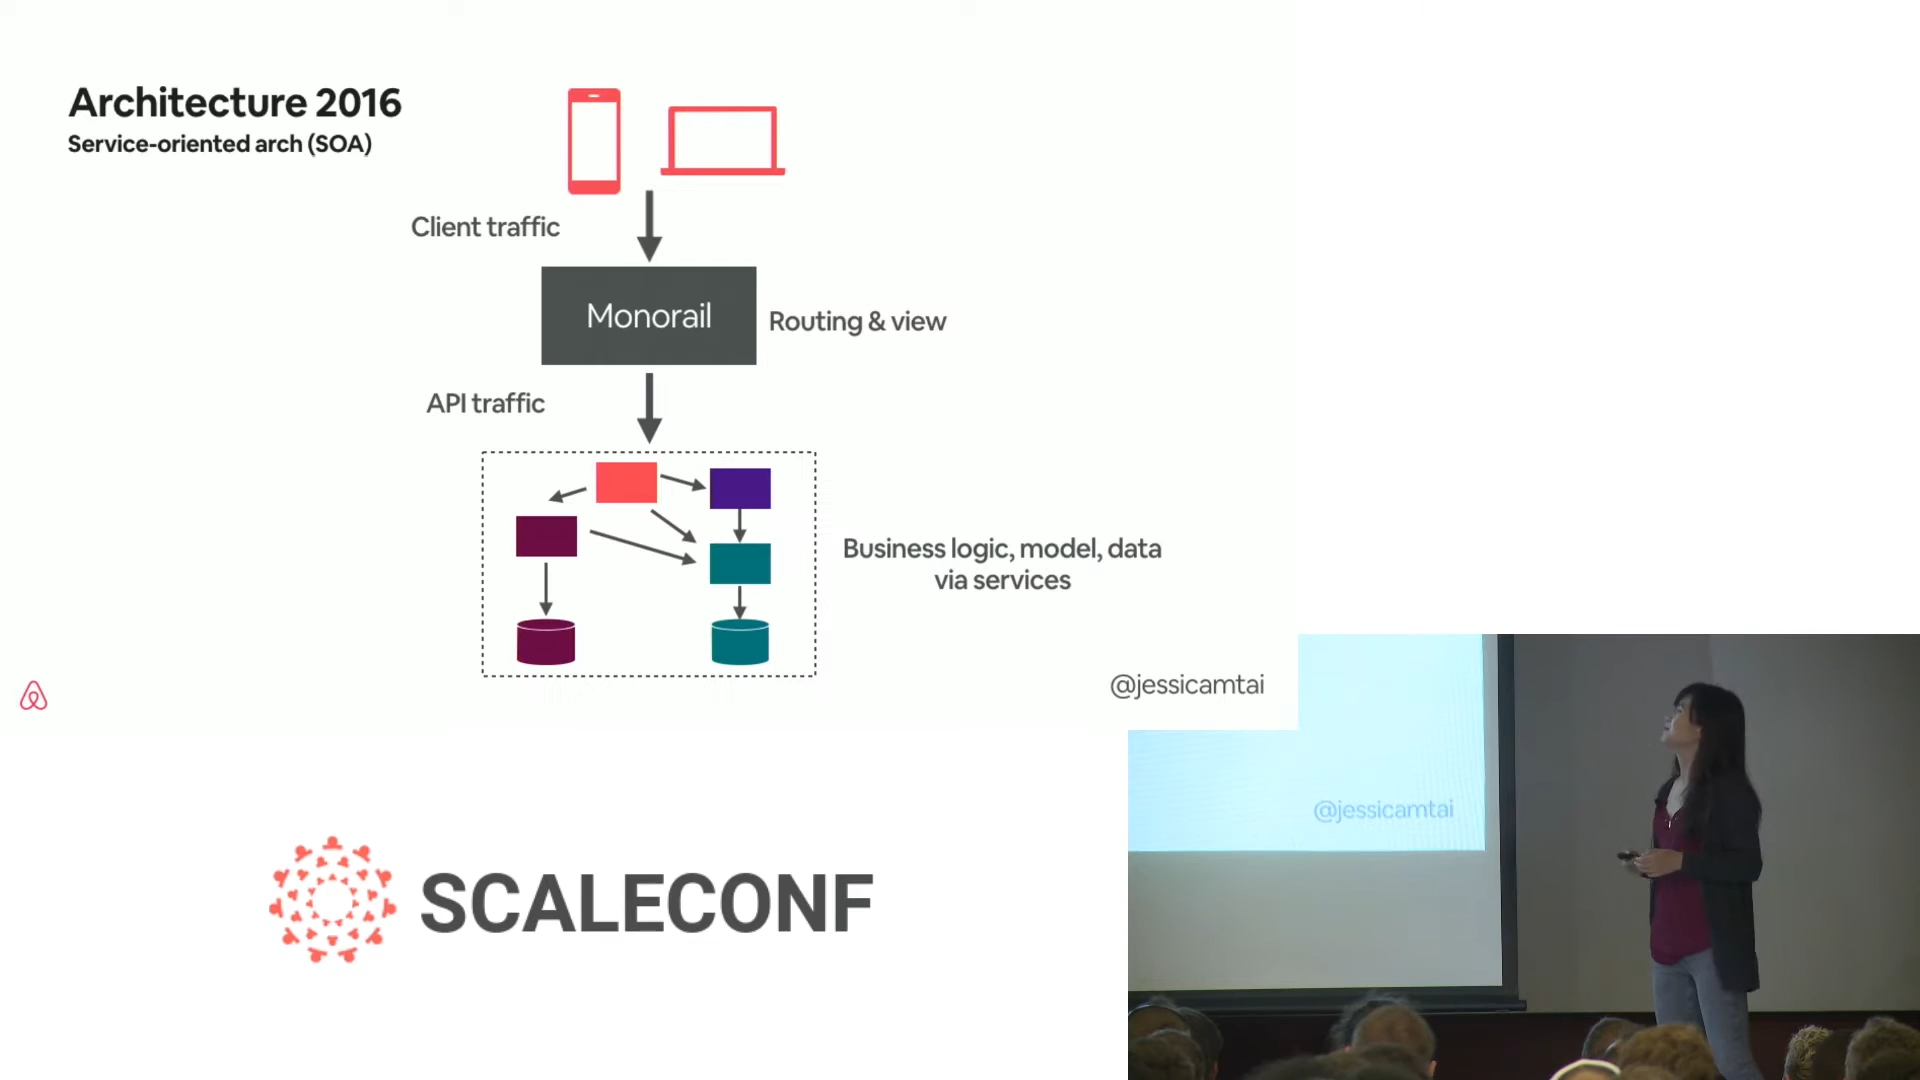 Architecture 2016
Service-oriented arch (SOA)
Client traffic
Monorail
Routing & view
API traffic
Business logic, model, data
via services
@jessicamtai
@jessicamtai
SCALECONF